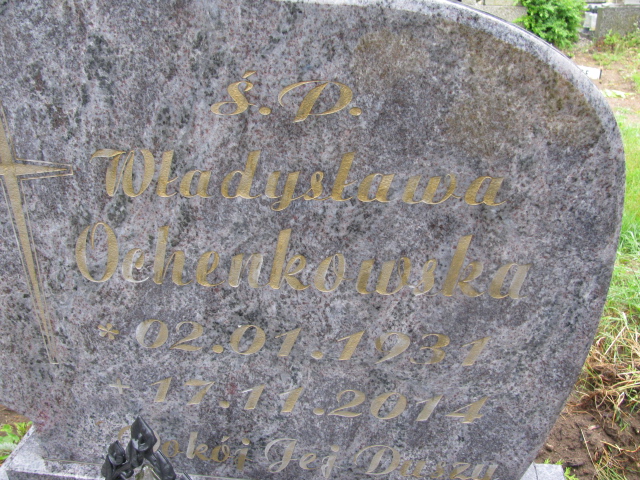 Ś.P.
Władysława
Ochenkowska
* 02.01.1931
+ 17.11.2014
Pokój Jej Duszy